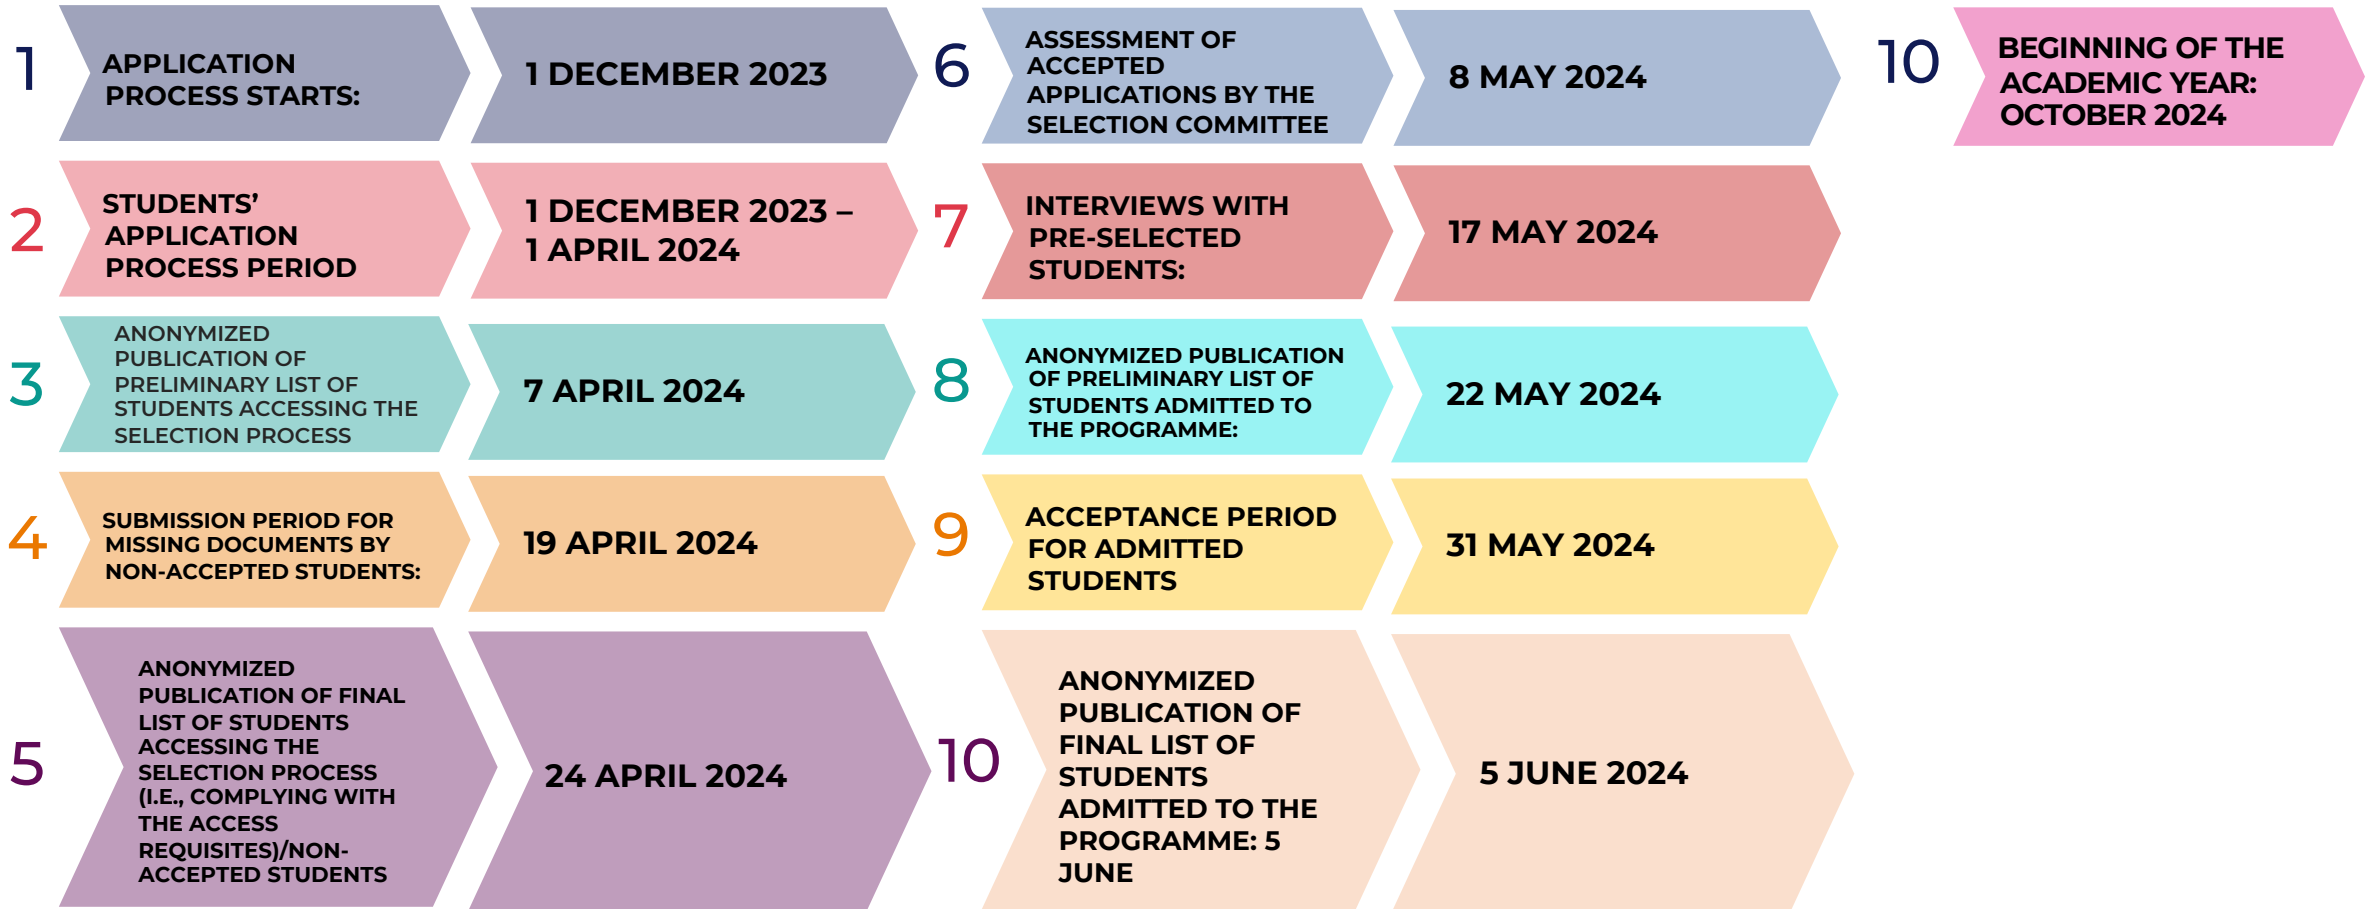 1
APPLICATION
PROCESS STARTS:
1 DECEMBER 2023
2
STUDENTS’
APPLICATION
PROCESS PERIOD
1 DECEMBER 2023 –
1 APRIL 2024
3
ANONYMIZED
PUBLICATION OF
PRELIMINARY LIST OF
STUDENTS ACCESSING THE
SELECTION PROCESS
7 APRIL 2024
4
SUBMISSION PERIOD FOR
MISSING DOCUMENTS BY
NON-ACCEPTED STUDENTS:
19 APRIL 2024
5
ANONYMIZED
PUBLICATION OF FINAL
LIST OF STUDENTS
ACCESSING THE
SELECTION PROCESS
(I.E., COMPLYING WITH
THE ACCESS
REQUISITES)/NON-
ACCEPTED STUDENTS
24 APRIL 2024
6
ASSESSMENT OF
ACCEPTED
APPLICATIONS BY THE
SELECTION COMMITTEE
8 MAY 2024
7
INTERVIEWS WITH
PRE-SELECTED
STUDENTS:
17 MAY 2024
8
ANONYMIZED PUBLICATION
OF PRELIMINARY LIST OF
STUDENTS ADMITTED TO
THE PROGRAMME:
22 MAY 2024
9
ACCEPTANCE PERIOD
FOR ADMITTED
STUDENTS
31 MAY 2024
10
ANONYMIZED
PUBLICATION OF
FINAL LIST OF
STUDENTS
ADMITTED TO THE
PROGRAMME: 5
JUNE
5 JUNE 2024
10
BEGINNING OF THE
ACADEMIC YEAR:
OCTOBER 2024